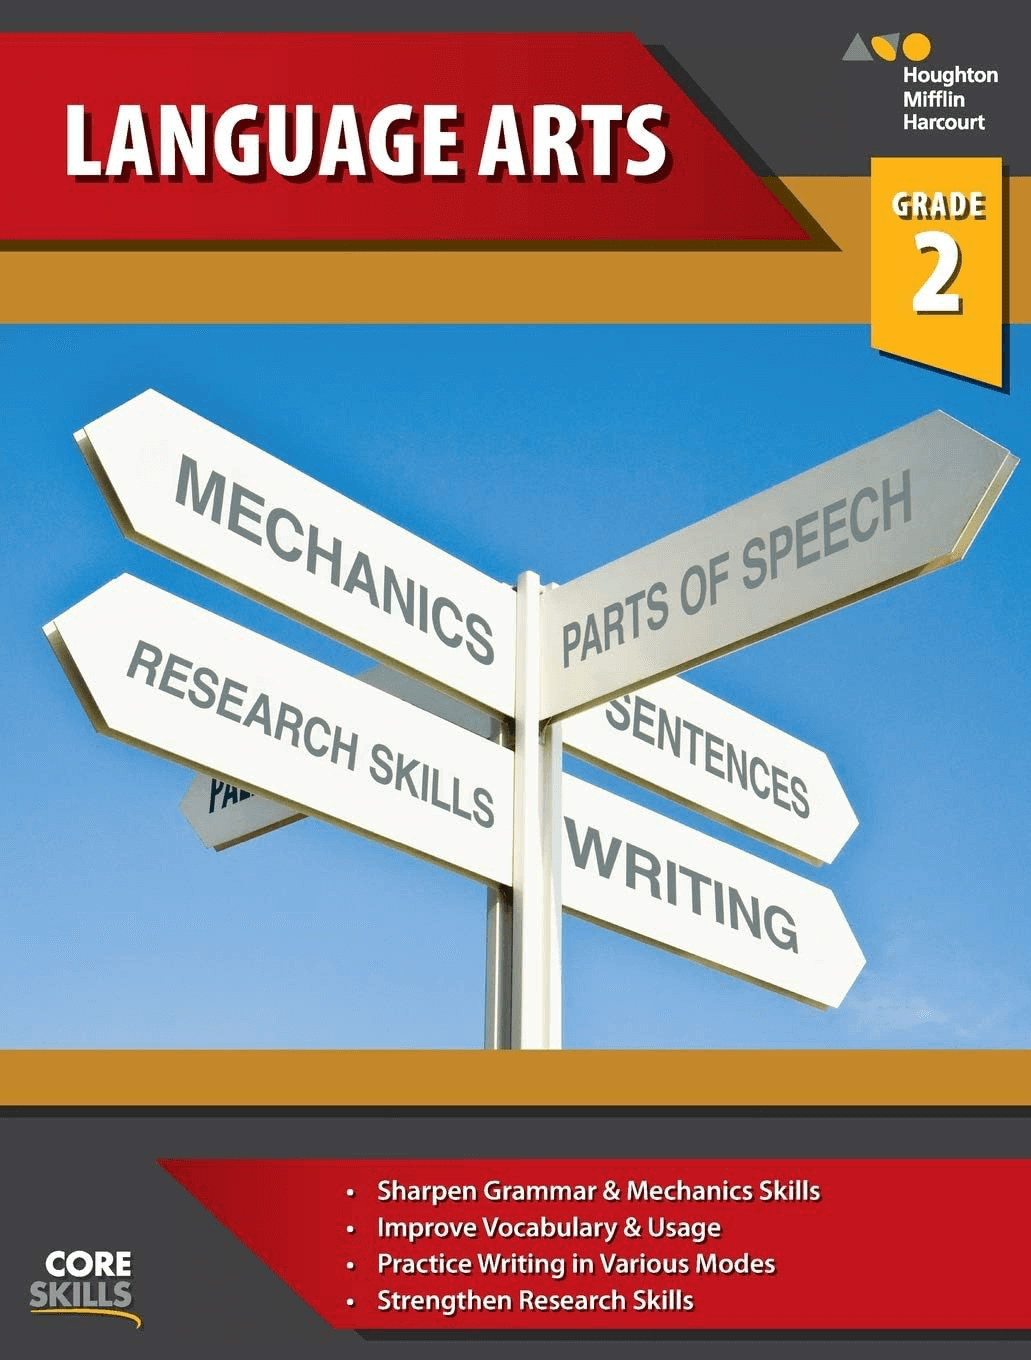 Houghton
Mifflin
Harcourt
LANGUAGE ARTS
GRADE
2
MECHANICS
PARTS OF SPEECH
RESEARCH SKILLS
SENTENCES
WRITING
• Sharpen Grammar & Mechanics Skills
• Improve Vocabulary & Usage
• Practice Writing in Various Modes
• Strengthen Research Skills
CORE
SKILLS